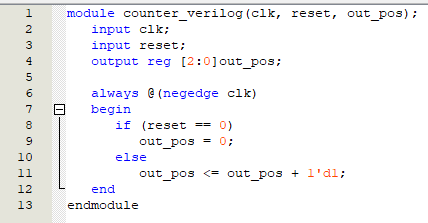 1 module counter_verilog(clk, reset, out_pos);
2 input clk;
3 input reset;
4 output reg [2:0]out_pos;
5
6 always @(negedge clk)
7 begin
8 if (reset == 0)
9 out_pos = 0;
10 else
11 out_pos <= out_pos + 1'd1;
12 end
13 endmodule